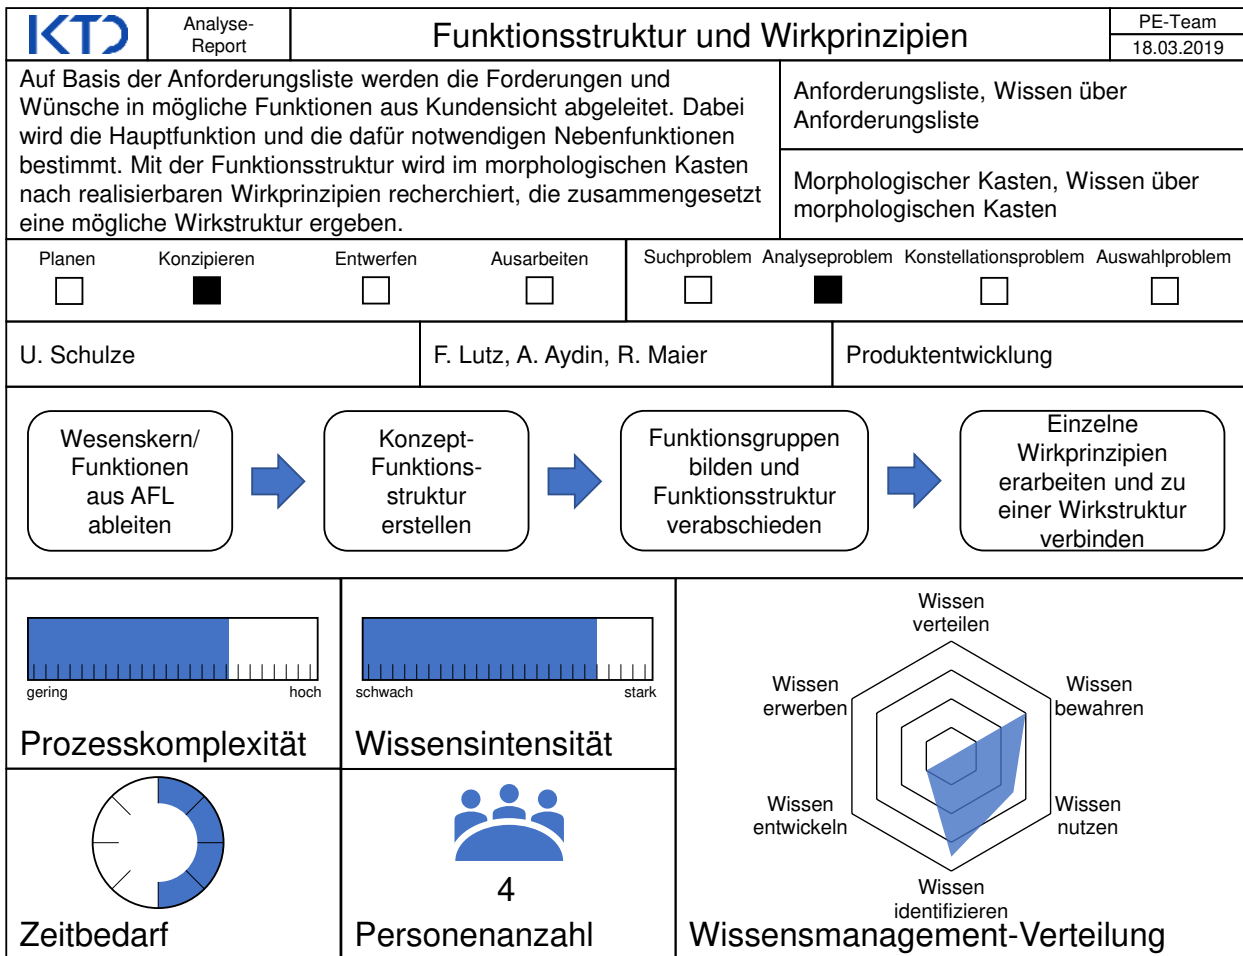 KTD
Analyse-
Report
Funktionsstruktur und Wirkprinzipien
PE-Team
18.03.2019
Auf Basis der Anforderungsliste werden die Forderungen und
Wünsche in mögliche Funktionen aus Kundensicht abgeleitet. Dabei
wird die Hauptfunktion und die dafür notwendigen Nebenfunktionen
bestimmt. Mit der Funktionsstruktur wird im morphologischen Kasten
nach realisierbaren Wirkprinzipien recherchiert, die zusammengesetzt
eine mögliche Wirkstruktur ergeben.
Anforderungsliste, Wissen über
Anforderungsliste
Morphologischer Kasten, Wissen über
morphologischen Kasten
Planen Konzipieren Entwerfen Ausarbeiten
Suchproblem Analyseproblem Konstellationsproblem Auswahlproblem
U. Schulze
F. Lutz, A. Aydin, R. Maier
Produktentwicklung
Wesenskern/
Funktionen
aus AFL
ableiten
Konzept-
Funktions-
struktur
erstellen
Funktionsgruppen
bilden und
Funktionsstruktur
verabschieden
Einzelne
Wirkprinzipien
erarbeiten und zu
einer Wirkstruktur
verbinden
gering hoch
Prozesskomplexität
schwach stark
Wissensintensität
Zeitbedarf
4
Personenanzahl
Wissen
verteilen
Wissen
bewahren
Wissen
nutzen
Wissen
identifizieren
Wissen
entwickeln
Wissen
erwerben
Wissensmanagement-Verteilung